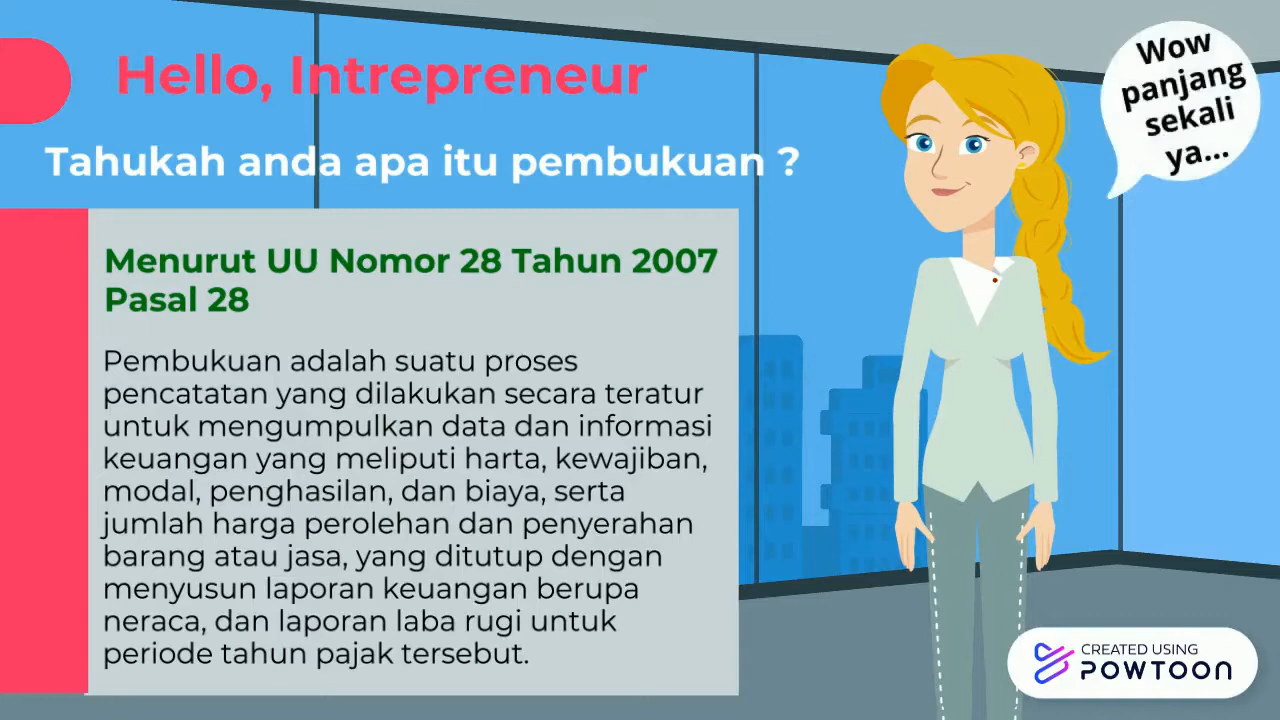 Hello, Intrepreneur
Tahukah anda apa itu pembukuan ?
Wow
panjang
sekali
ya...
Menurut UU Nomor 28 Tahun 2007
Pasal 28
Pembukuan adalah suatu proses
pencatatan yang dilakukan secara teratur
untuk mengumpulkan data dan informasi
keuangan yang meliputi harta, kewajiban,
modal, penghasilan, dan biaya, serta
jumlah harga perolehan dan penyerahan
barang atau jasa, yang ditutup dengan
menyusun laporan keuangan berupa
neraca, dan laporan laba rugi untuk
periode tahun pajak tersebut.
CREATED USING
POWTOON